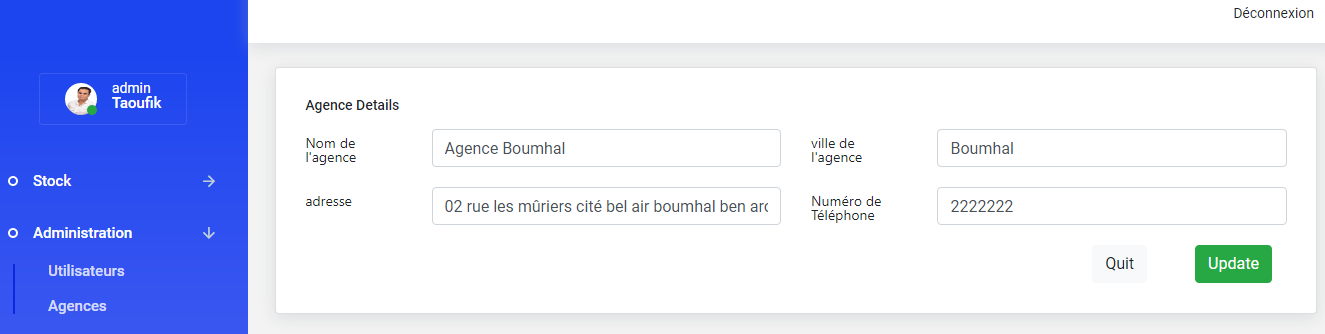 Déconnexion
admin
Taoufik
Stock
Administration
Utilisateurs
Agences
Agence Details
Nom de
l'agence
Agence Boumhal
ville de
l'agence
Boumhal
adresse
02 rue les mûriers cité bel air boumhal ben
Numéro de
Téléphone
2222222
Quit
Update